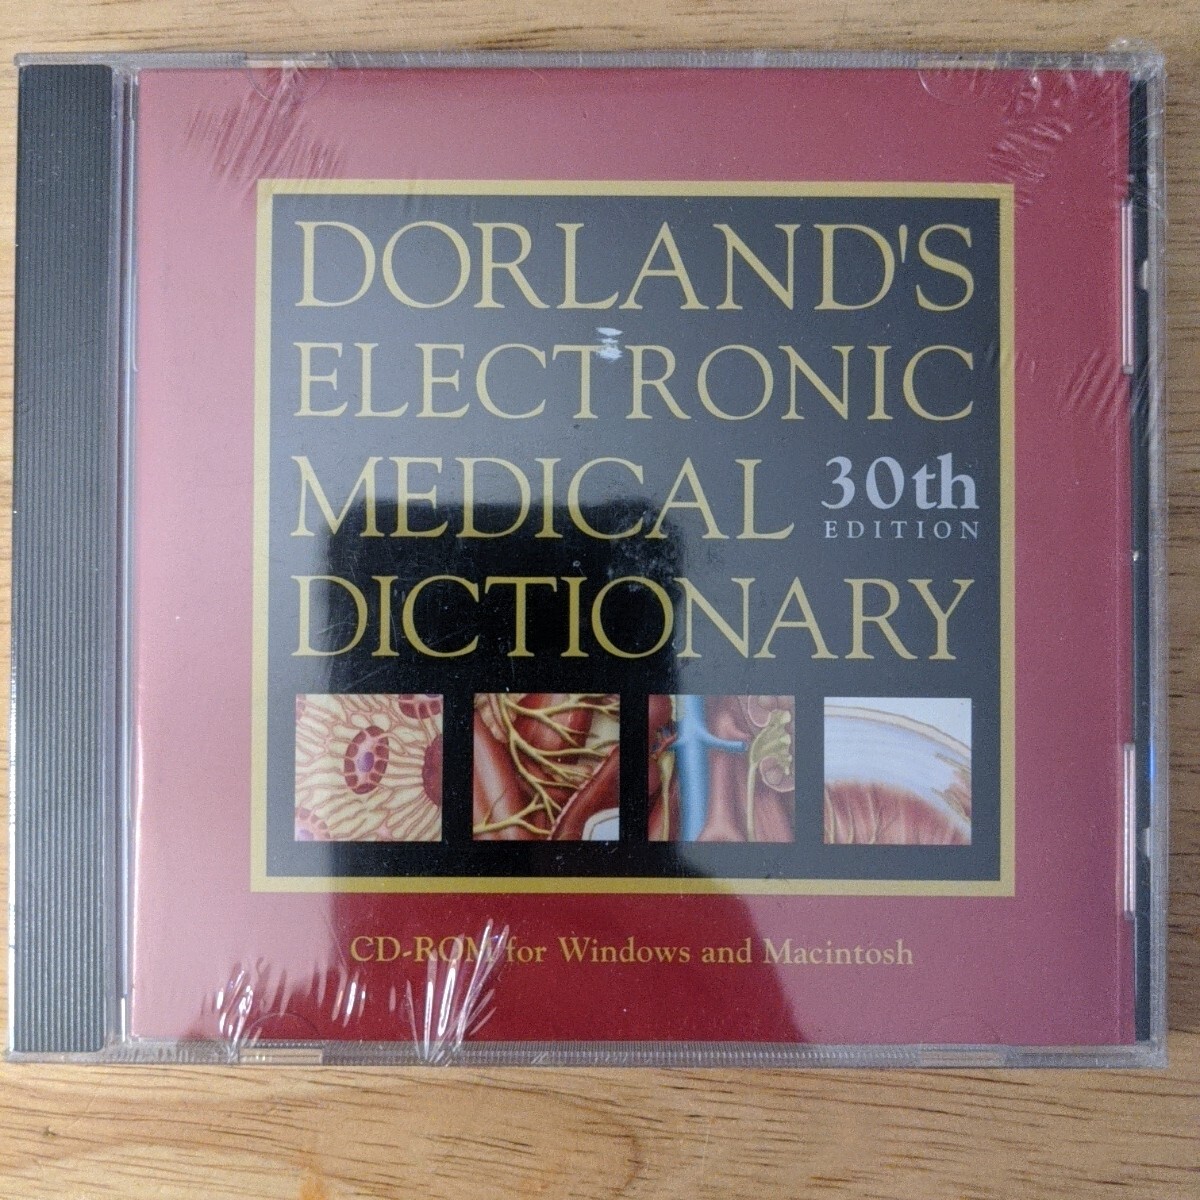 DORLAND'S
ELECTRONIC
MEDICAL 30th
EDITION
DICTIONARY
CD-ROM for Windows and Macintosh